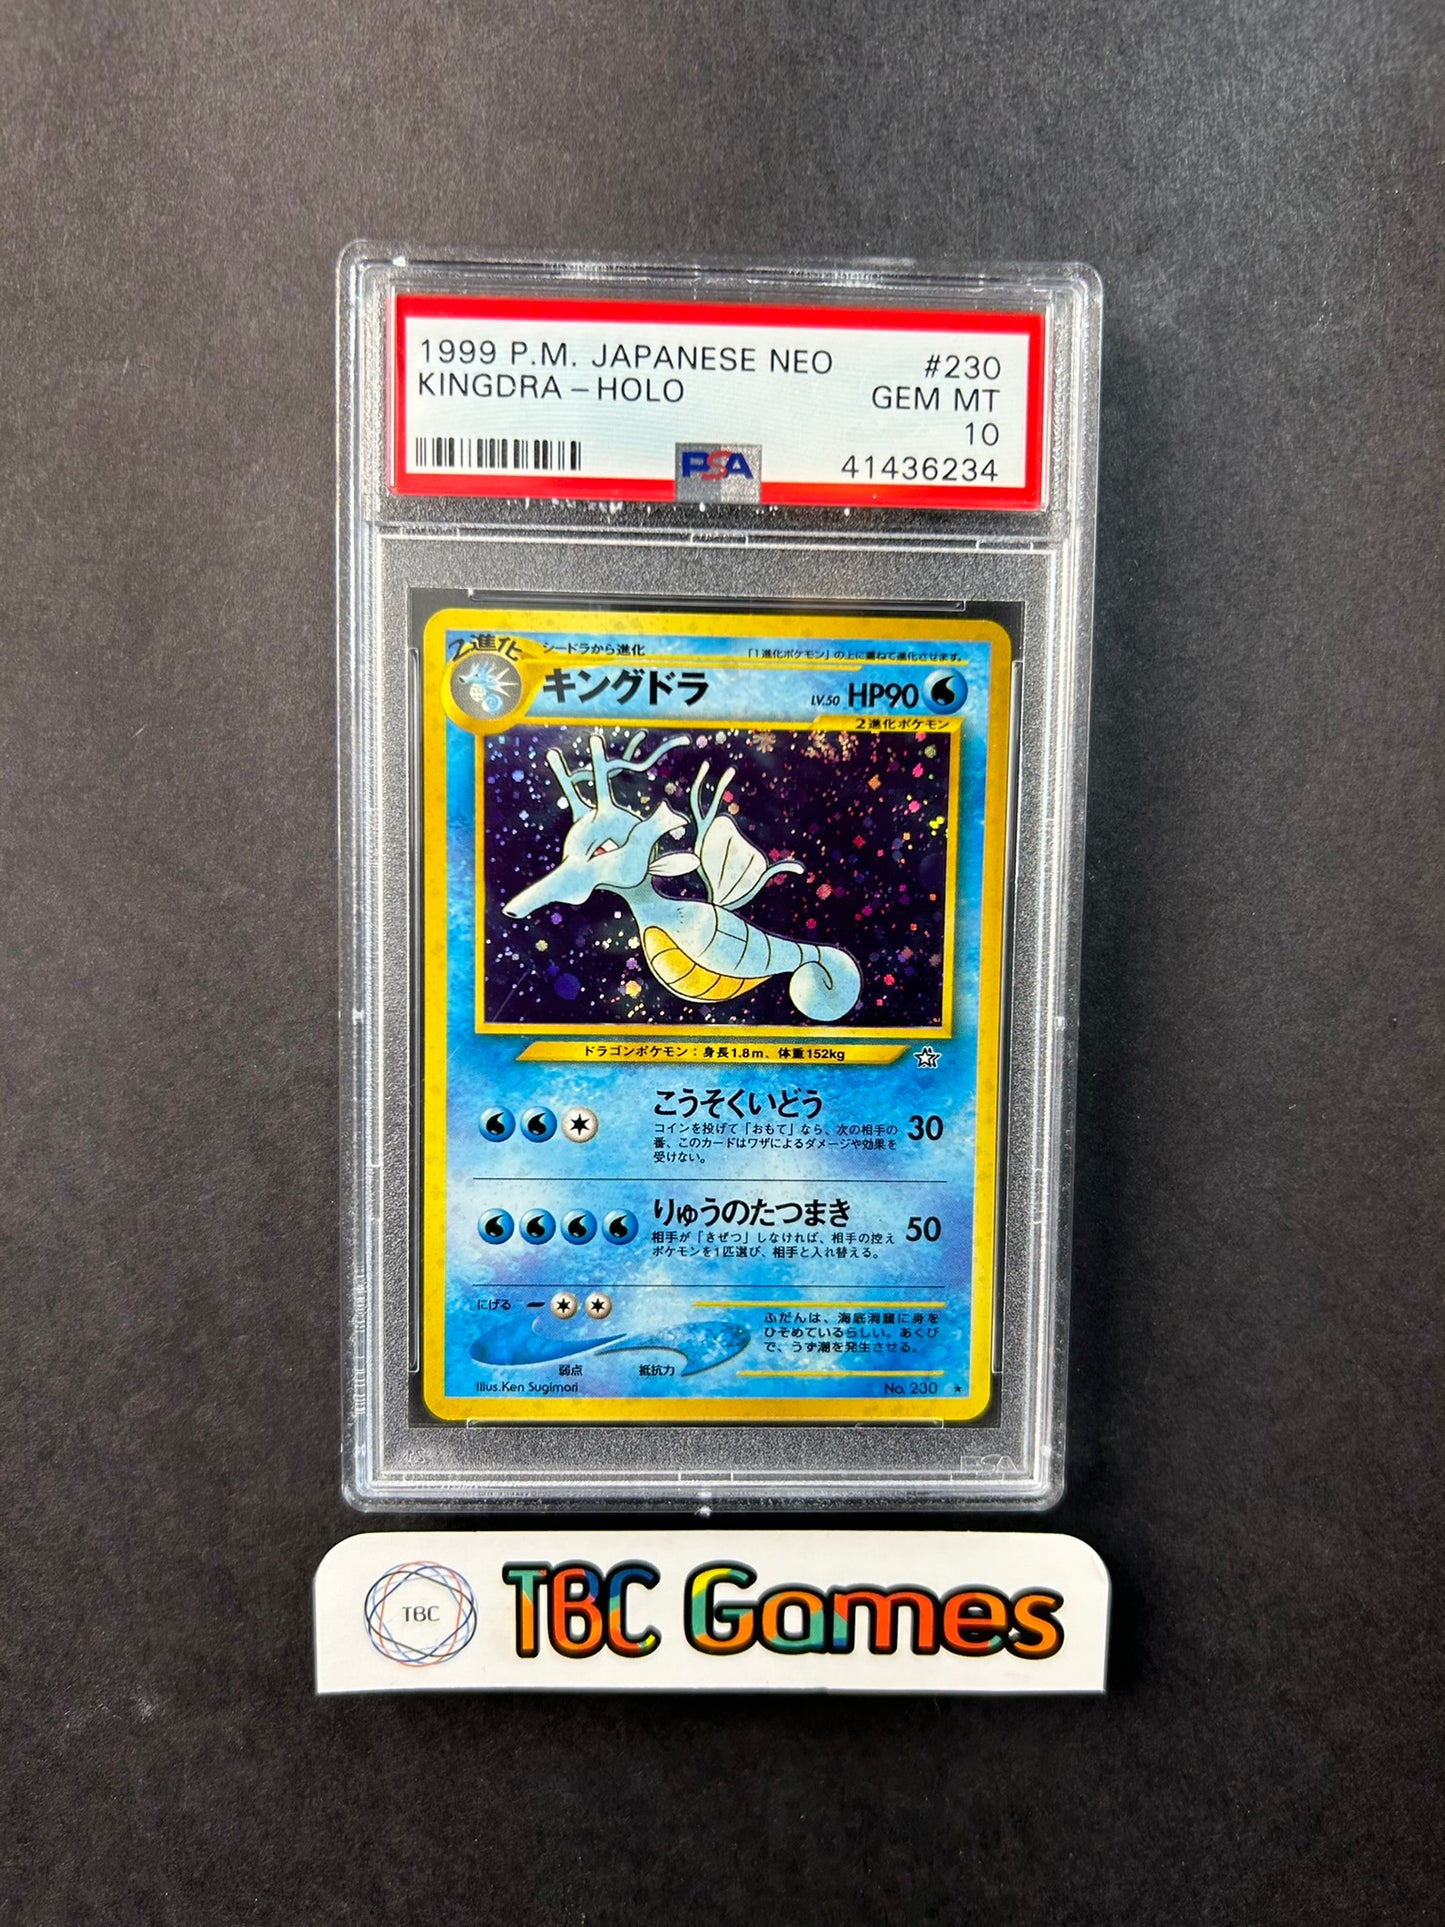 1999 P.M. JAPANESE NEO #230
KINGDRA - HOLO GEM MT
10
PSA 41436234
2進化 シードラから進化 「1進化ポケモン」の上に重ねて進化させます。
キングドラ LV.50 HP90
2進化ポケモン
ドラゴンポケモン：身長1.8m、体重152kg
こうそくいどう 30
コインを投げて「おもて」なら、次の相手の
番、このカードはワザによるダメージや効果を
受けない。
りゅうのたつまき 50
相手が「きぜつ」しなければ、相手の控え
ポケモンを1匹選び、相手と入れ替える。
にげる
ふだんは、海底洞窟に身を
ひそめているらしい。あくび
で、うず潮を発生させる。
弱点 抵抗力
Illus.Ken Sugimori No. 230 ★
PSA
TBC TBC Games